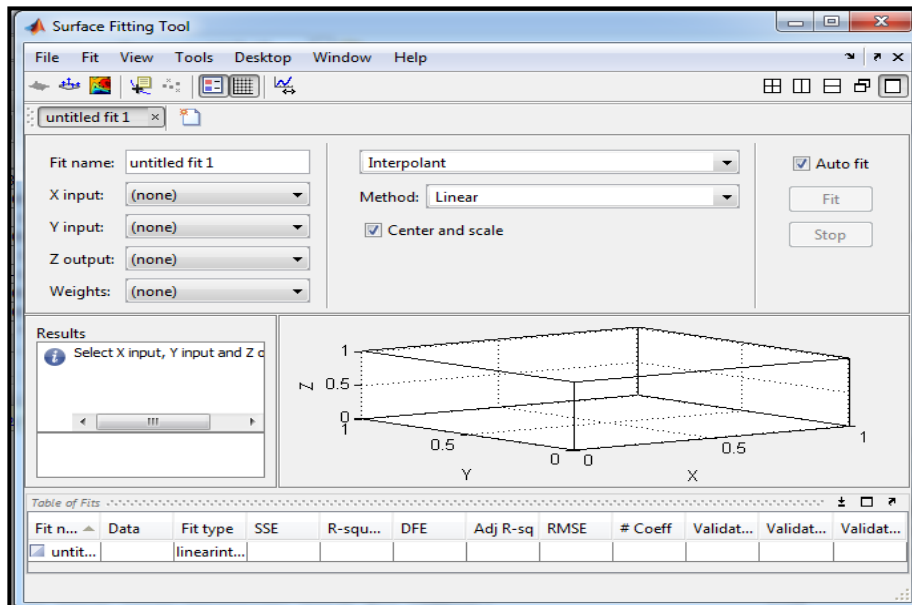 Surface Fitting Tool
File Fit View Tools Desktop Window Help
untitled fit 1
Fit name: untitled fit 1
X input: (none)
Y input: (none)
Z output: (none)
Weights: (none)
Interpolant
Method: Linear
Center and scale
Auto fit
Fit
Stop
Results
Select X input, Y input and Z o
1
0.5
0
Z
1
0.5
0
Y
0
0.5
1
X
Table of Fits
Fit n... Data Fit type SSE R-squ... DFE Adj R-sq RMSE # Coeff Validat... Validat... Validat...
untit... linearint...